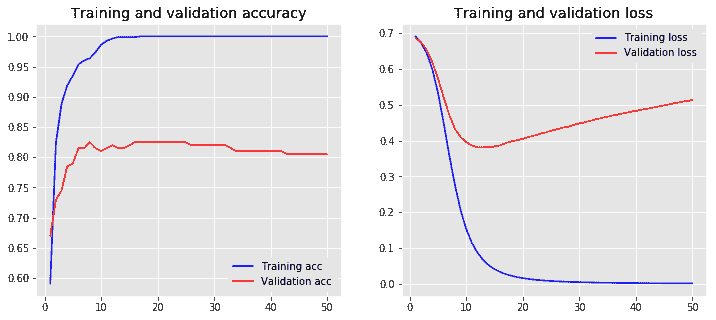 Training and validation accuracy
1.00
0.95
0.90
0.85
0.80
0.75
0.70
0.65
0.60
Training acc
Validation acc
0 10 20 30 40 50
Training and validation loss
0.7
0.6
0.5
0.4
0.3
0.2
0.1
0.0
Training loss
Validation loss
0 10 20 30 40 50